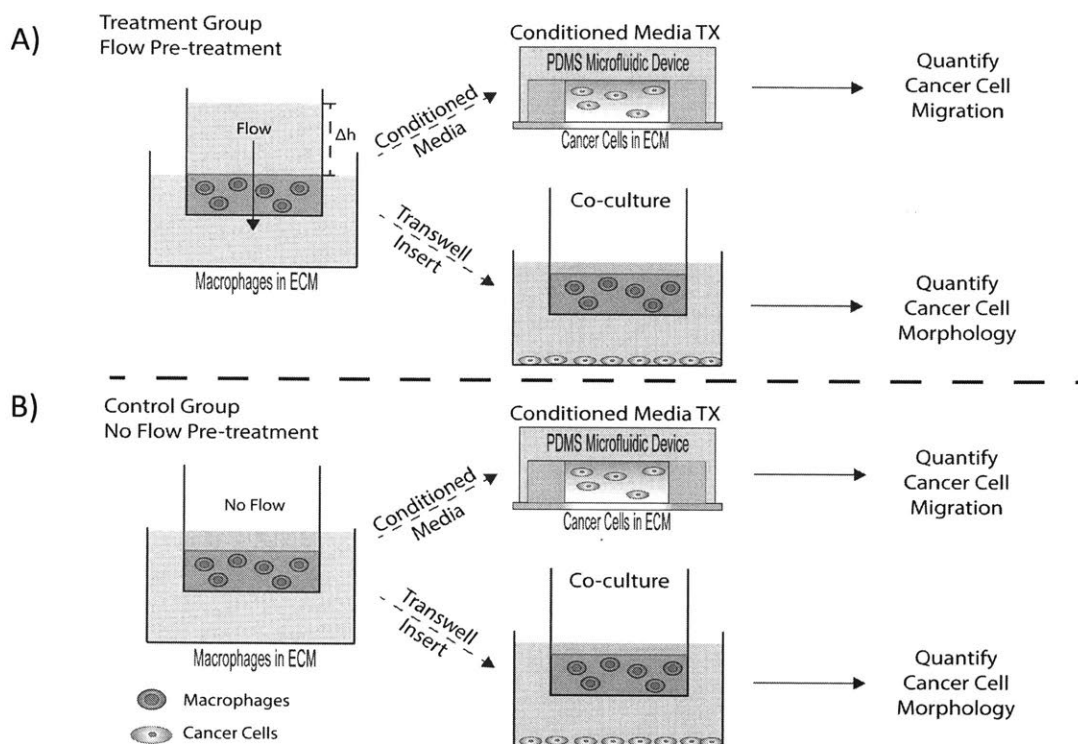 A)
Treatment Group
Flow Pre-treatment
Flow
Δh
Macrophages in ECM
Conditioned
Media
Transwell
Insert
Conditioned Media TX
PDMS Microfluidic Device
Cancer Cells in ECM
Quantify
Cancer Cell
Migration
Co-culture
Quantify
Cancer Cell
Morphology
B)
Control Group
No Flow Pre-treatment
No Flow
Macrophages in ECM
Conditioned
Media
Transwell
Insert
Conditioned Media TX
PDMS Microfluidic Device
Cancer Cells in ECM
Quantify
Cancer Cell
Migration
Co-culture
Quantify
Cancer Cell
Morphology
Macrophages
Cancer Cells